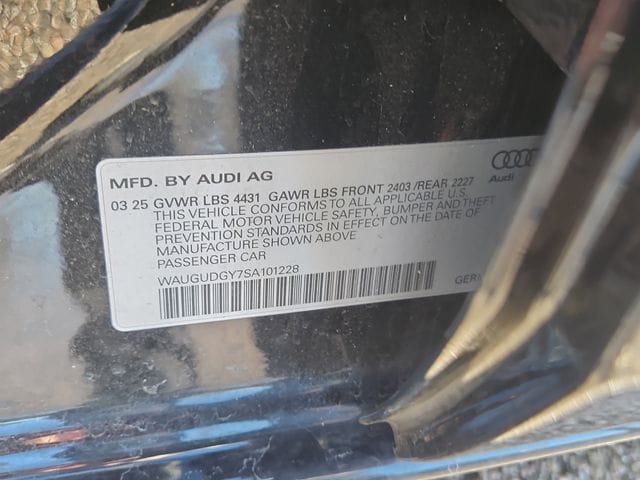 MFD. BY AUDI AG
03 25 GVWR LBS 4431 GAWR LBS FRONT 2403 /REAR 2227
THIS VEHICLE CONFORMS TO ALL APPLICABLE U.S.
FEDERAL MOTOR VEHICLE SAFETY, BUMPER AND THEFT
PREVENTION STANDARDS IN EFFECT ON THE DATE OF
MANUFACTURE SHOWN ABOVE
PASSENGER CAR
WAUGUDGY7SA101228
Audi